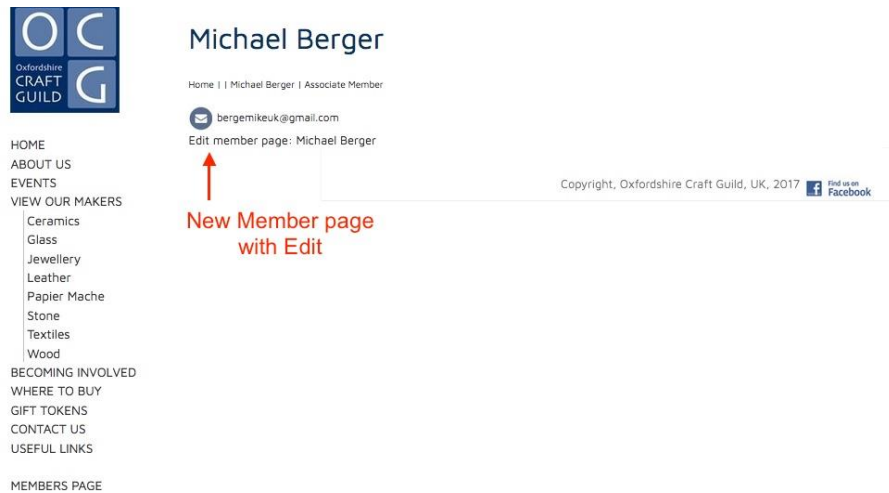 OC
Oxfordshire
CRAFT
GUILD
G
HOME
ABOUT US
EVENTS
VIEW OUR MAKERS
Ceramics
Glass
Jewellery
Leather
Papier Mache
Stone
Textiles
Wood
BECOMING INVOLVED
WHERE TO BUY
GIFT TOKENS
CONTACT US
USEFUL LINKS
MEMBERS PAGE
Michael Berger
Home | | Michael Berger | Associate Member
bergemikeuk@gmail.com
Edit member page: Michael Berger
New Member page
with Edit
Copyright, Oxfordshire Craft Guild, UK, 2017
f
Find us on
Facebook